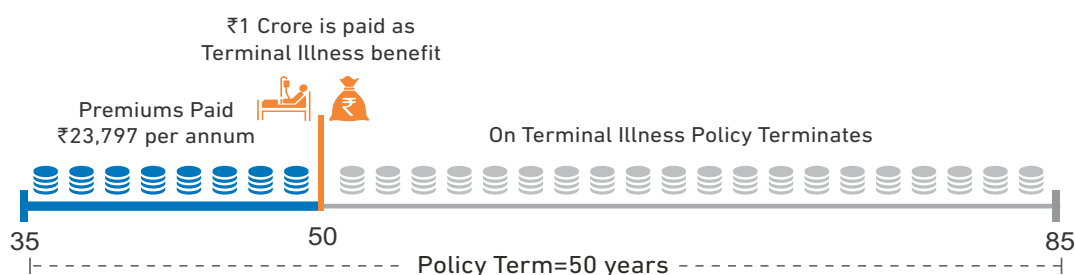 ₹1 Crore is paid as
Terminal Illness benefit
Premiums Paid
₹23,797 per annum
₹
On Terminal Illness Policy Terminates
35
50
85
Policy Term=50 years